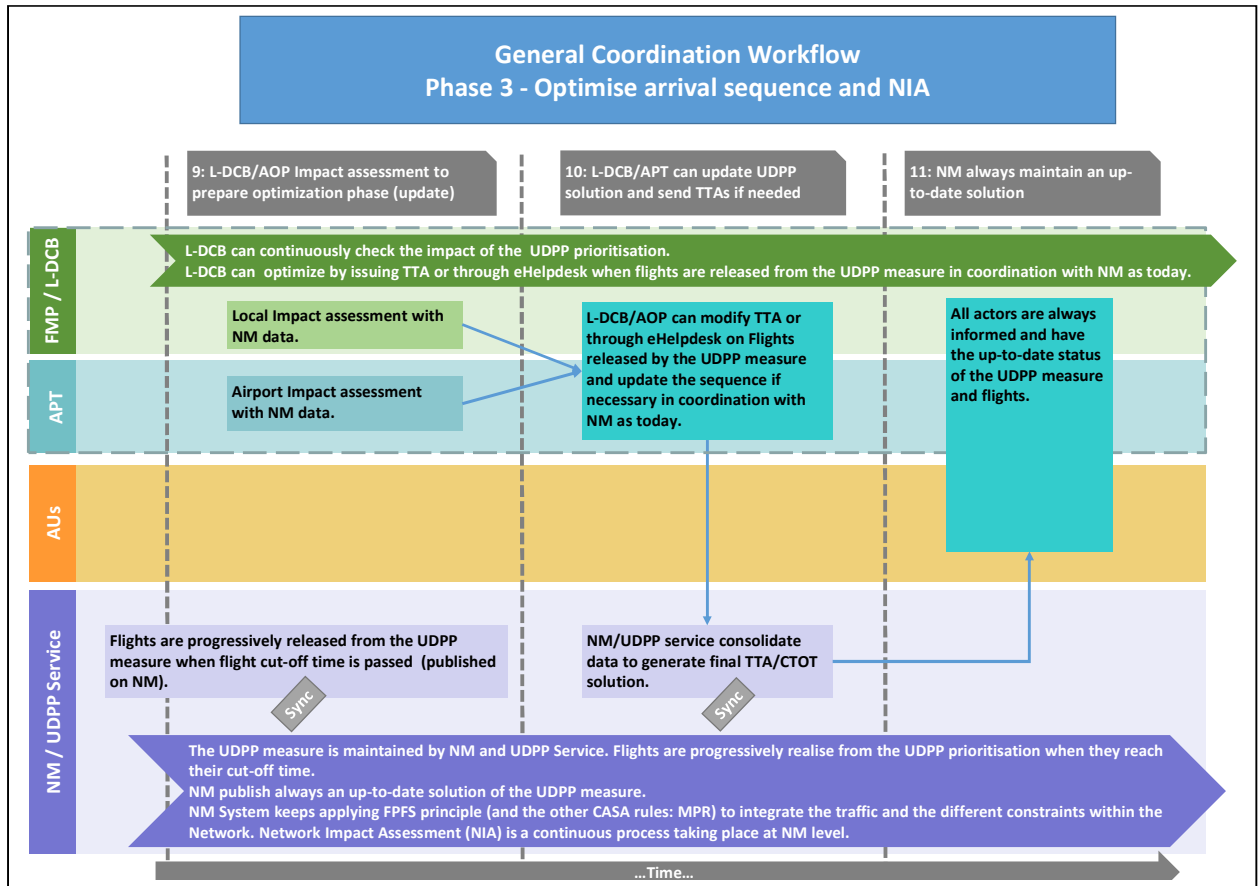 General Coordination Workflow
Phase 3 - Optimise arrival sequence and NIA
9: L-DCB/AOP Impact assessment to
prepare optimization phase (update)
10: L-DCB/APT can update UDPP
solution and send TTAs if needed
11: NM always maintain an up-
to-date solution
FMP / L-DCB
L-DCB can continuously check the impact of the UDPP prioritisation.
L-DCB can optimize by issuing TTA or through eHelpdesk when flights are released from the UDPP measure in coordination with NM as today.
Local Impact assessment with
NM data.
L-DCB/AOP can modify TTA or
through eHelpdesk on Flights
released by the UDPP measure
and update the sequence if
necessary in coordination with
NM as today.
All actors are always
informed and have
the up-to-date status
of the UDPP measure
and flights.
APT
Airport Impact assessment
with NM data.
AUs
NM / UDPP Service
Flights are progressively released from the UDPP
measure when flight cut-off time is passed (published
on NM).
Sync
NM/UDPP service consolidate
data to generate final TTA/CTOT
solution.
Sync
The UDPP measure is maintained by NM and UDPP Service. Flights are progressively realise from the UDPP prioritisation when they reach
their cut-off time.
NM publish always an up-to-date solution of the UDPP measure.
NM System keeps applying FPFS principle (and the other CASA rules: MPR) to integrate the traffic and the different constraints within the
Network. Network Impact Assessment (NIA) is a continuous process taking place at NM level.
...Time...